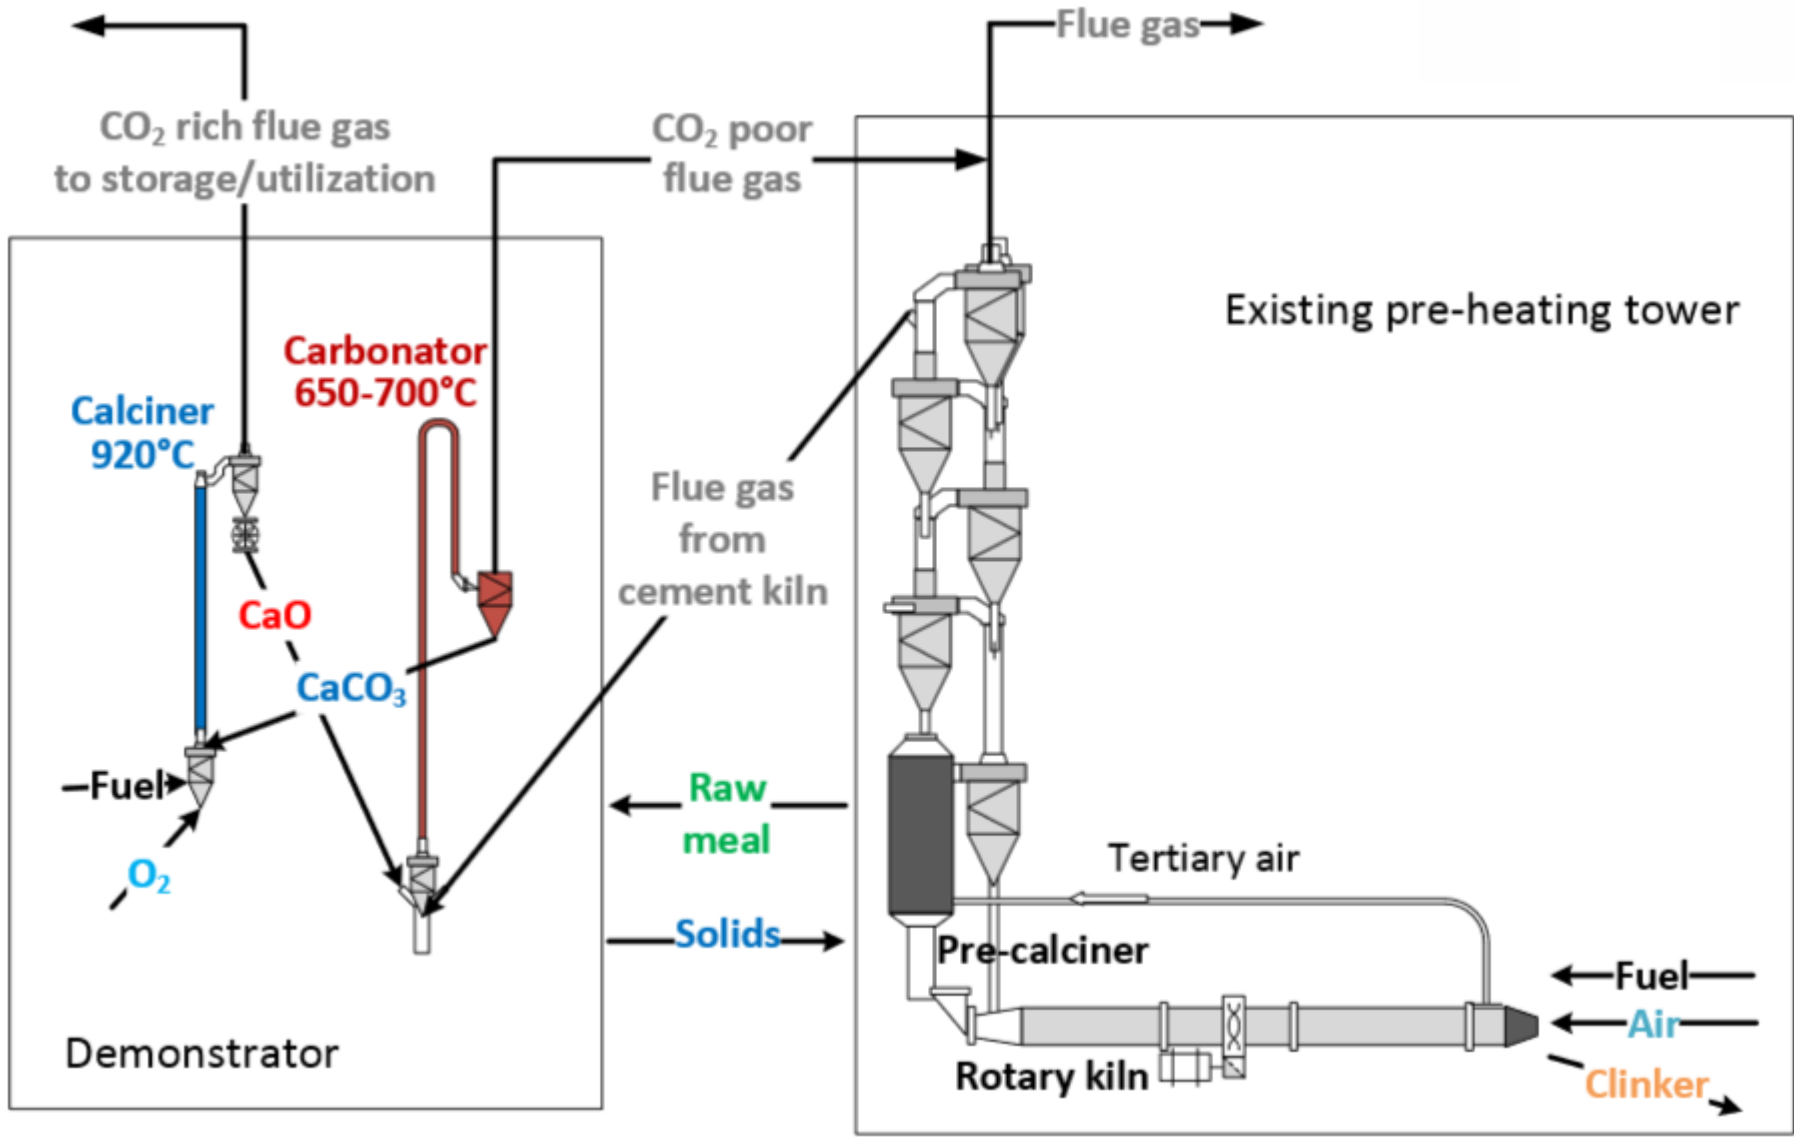 Flue gas
CO₂ rich flue gas
to storage/utilization
CO₂ poor
flue gas
Existing pre-heating tower
Carbonator
650-700°C
Calciner
920°C
Flue gas
from
cement kiln
CaO
CaCO₃
Fuel
O₂
Raw
meal
Tertiary air
Solids
Pre-calciner
Fuel
Air
Demonstrator
Rotary kiln
Clinker